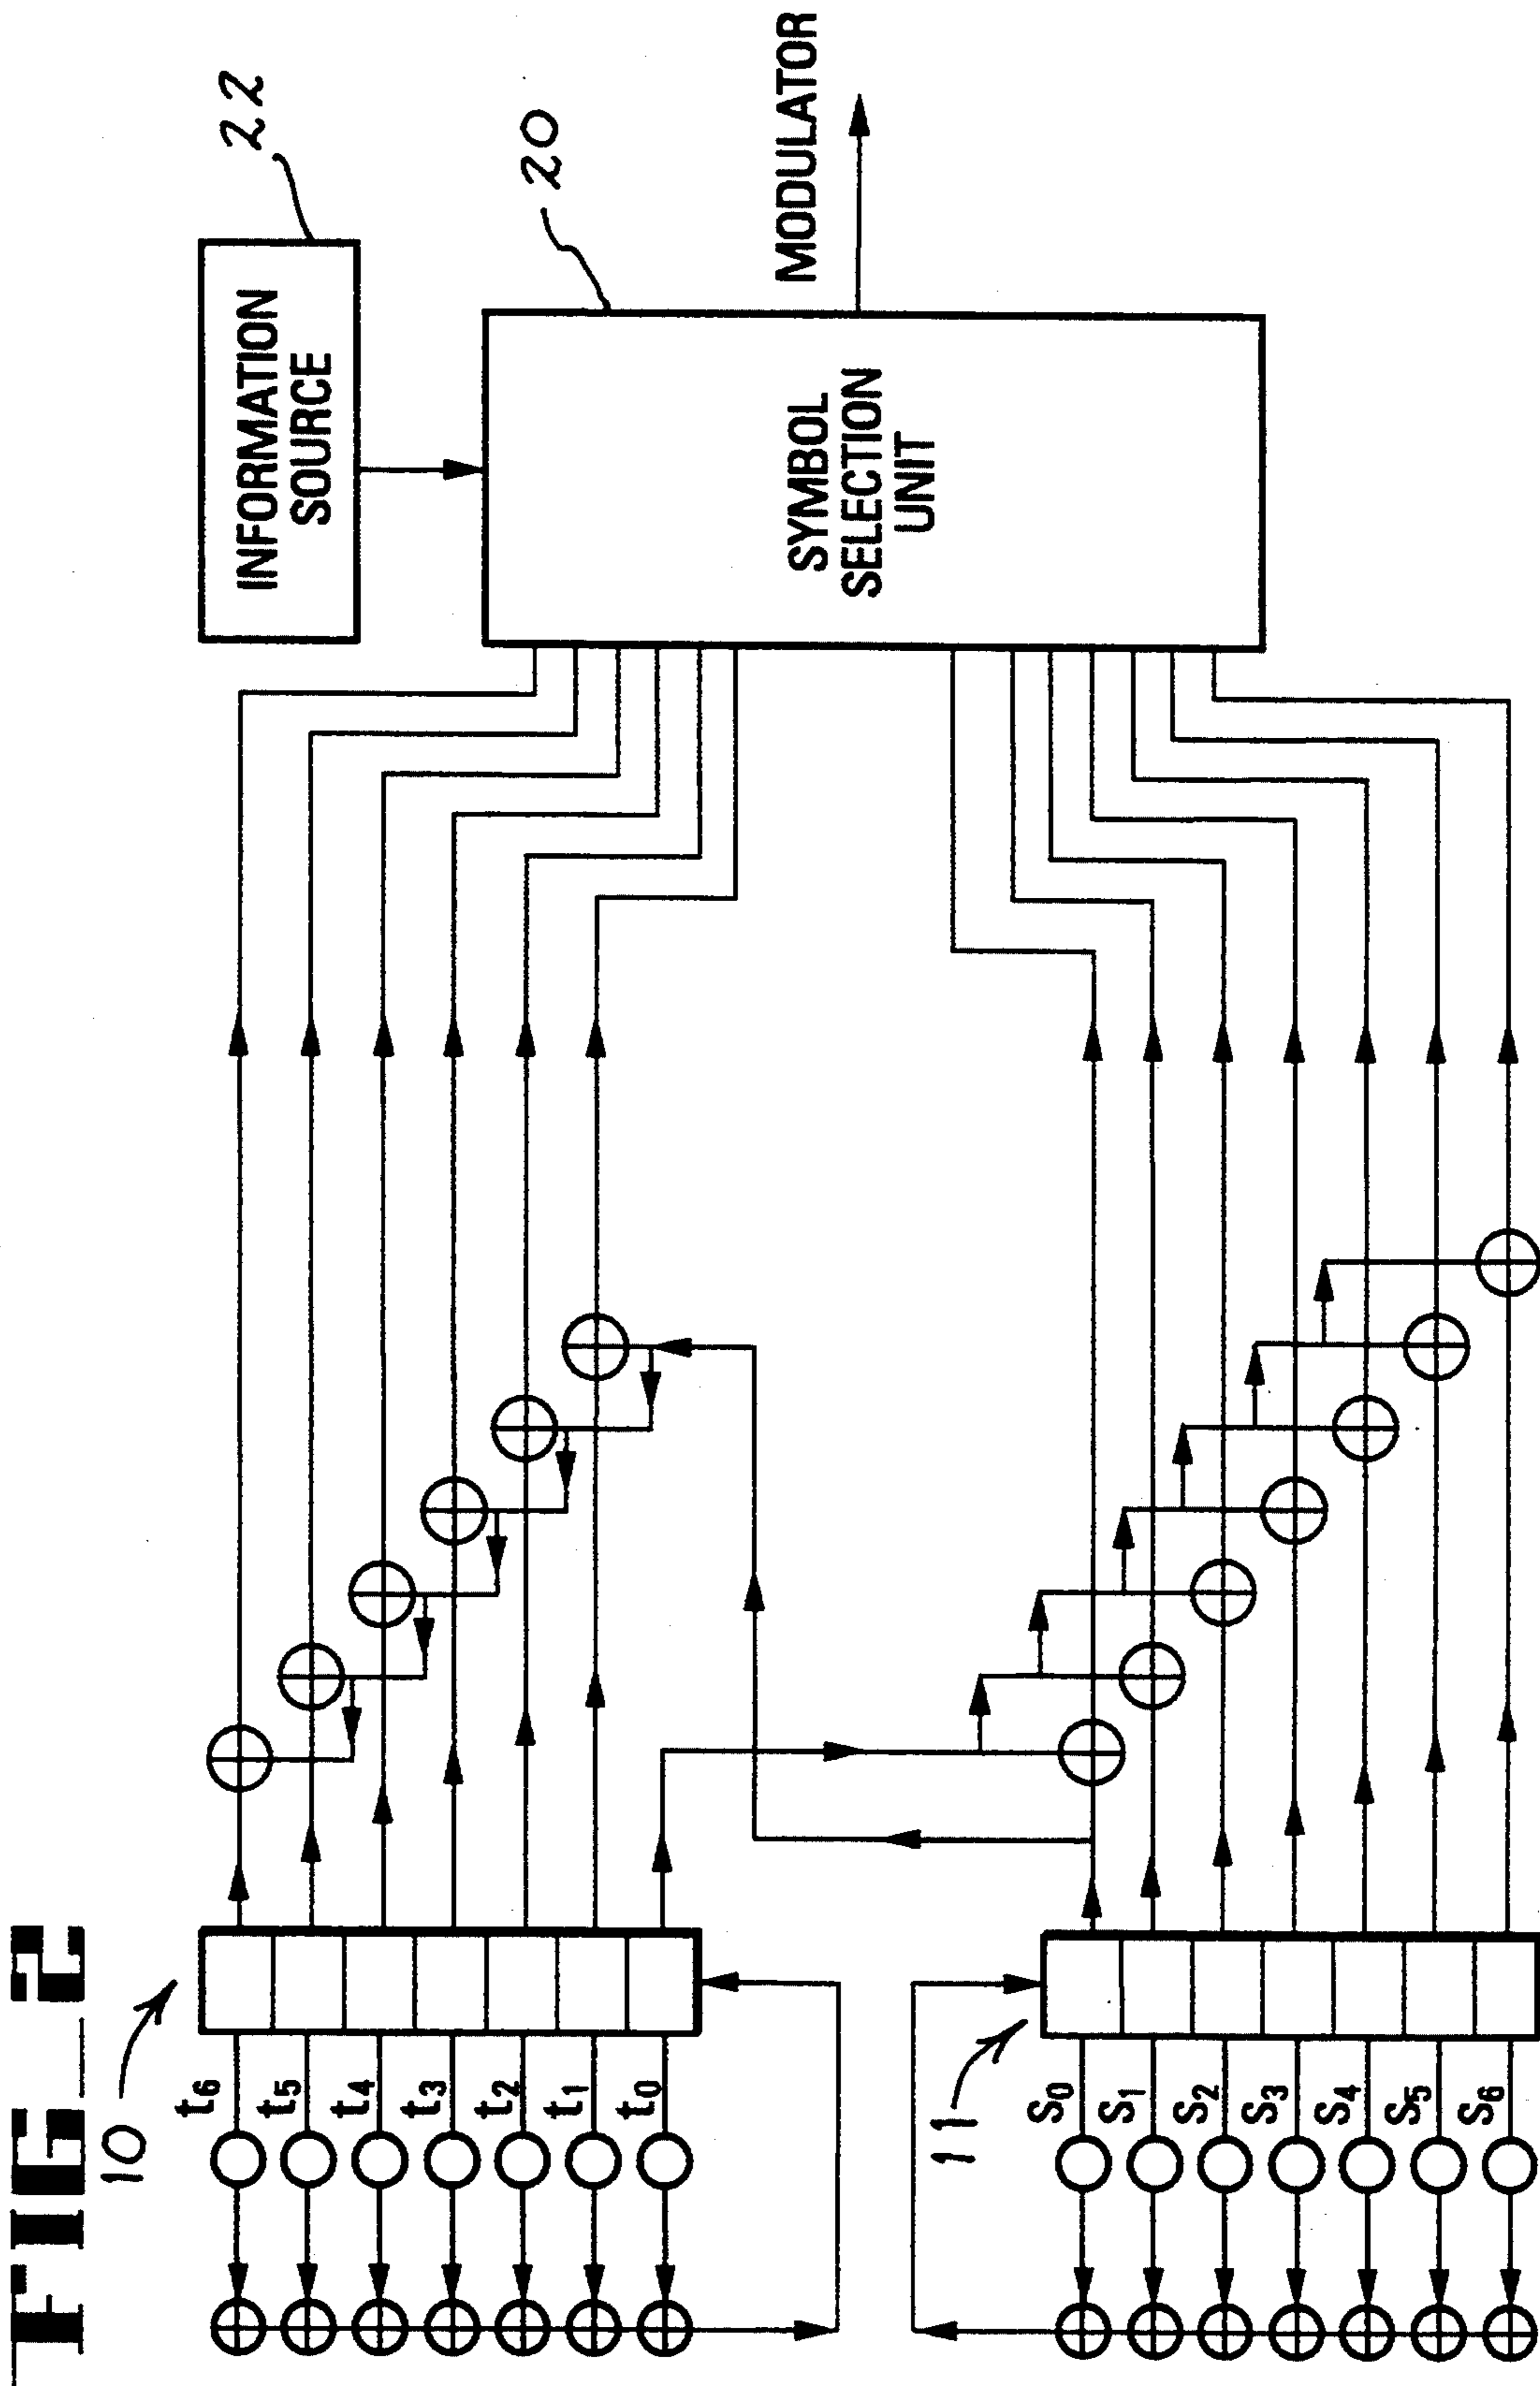 FIG_2
10
t6
t5
t4
t3
t2
t1
t0
11
S0
S1
S2
S3
S4
S5
S6
INFORMATION
SOURCE
22
SYMBOL
SELECTION
UNIT
20
MODULATOR